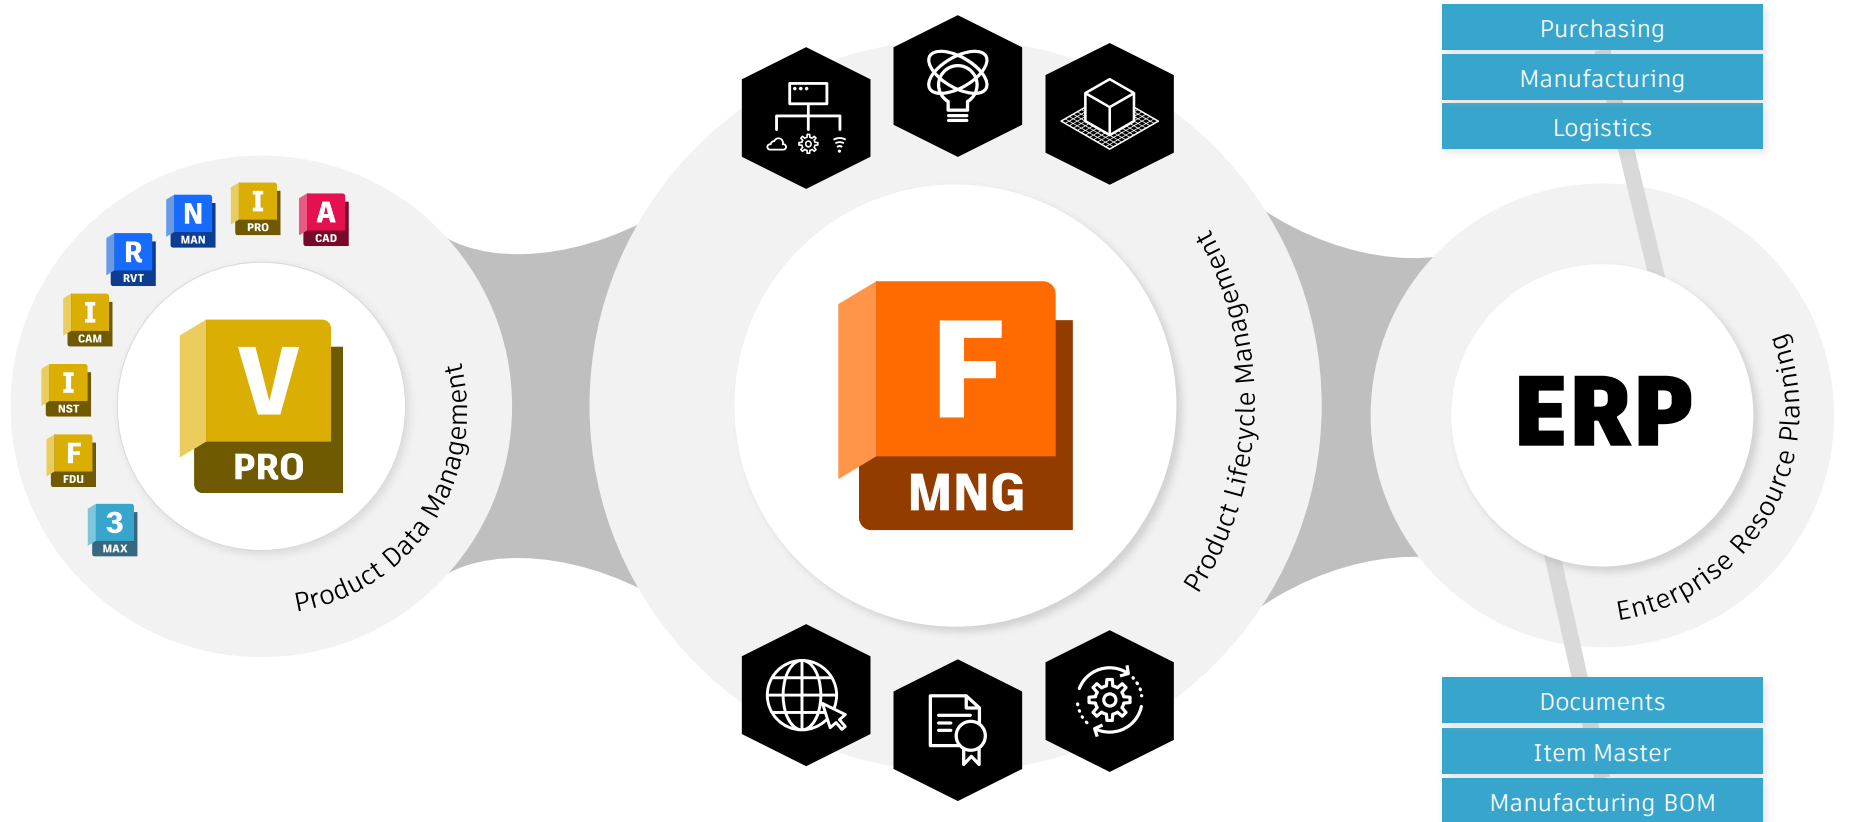 A
CAD
I
PRO
N
MAN
R
RVT
I
CAM
I
NST
F
FDU
3
MAX
V
PRO
Product Data Management
F
MNG
Product Lifecycle Management
Purchasing
Manufacturing
Logistics
ERP
Enterprise Resource Planning
Documents
Item Master
Manufacturing BOM